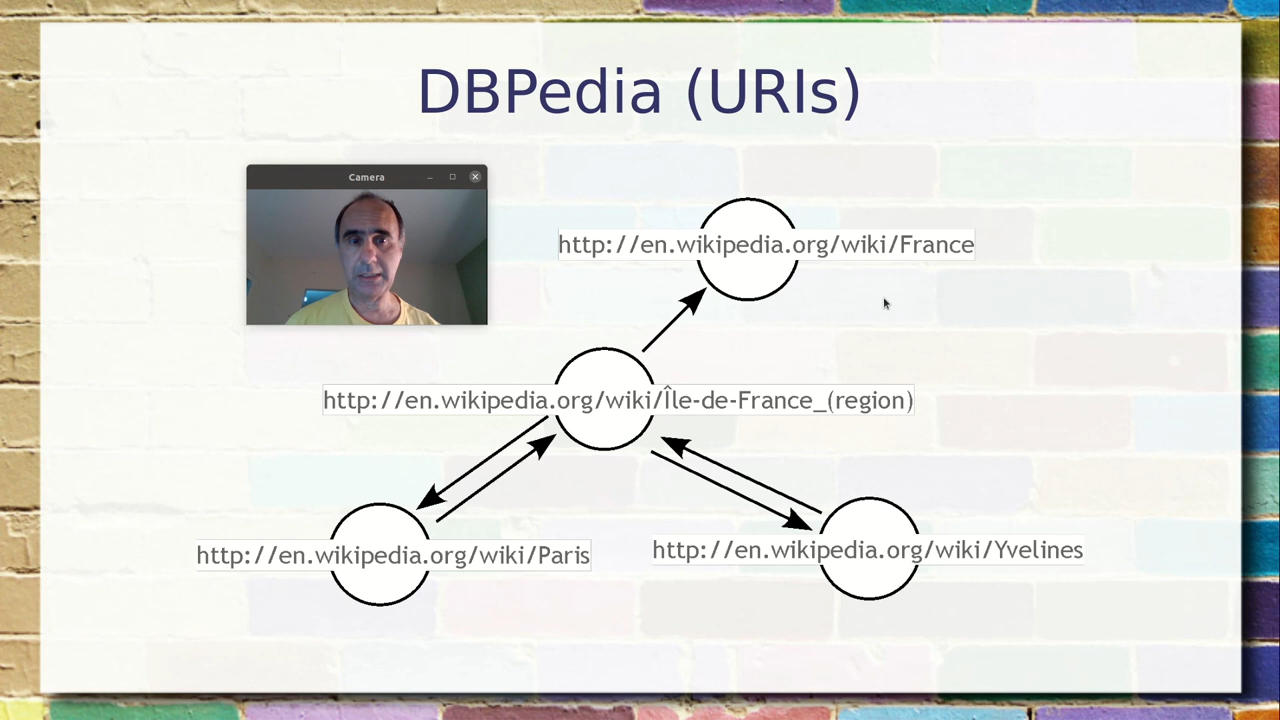 DBPedia (URIs)
Camera
http://en.wikipedia.org/wiki/France
http://en.wikipedia.org/wiki/Île-de-France_(region)
http://en.wikipedia.org/wiki/Paris
http://en.wikipedia.org/wiki/Yvelines